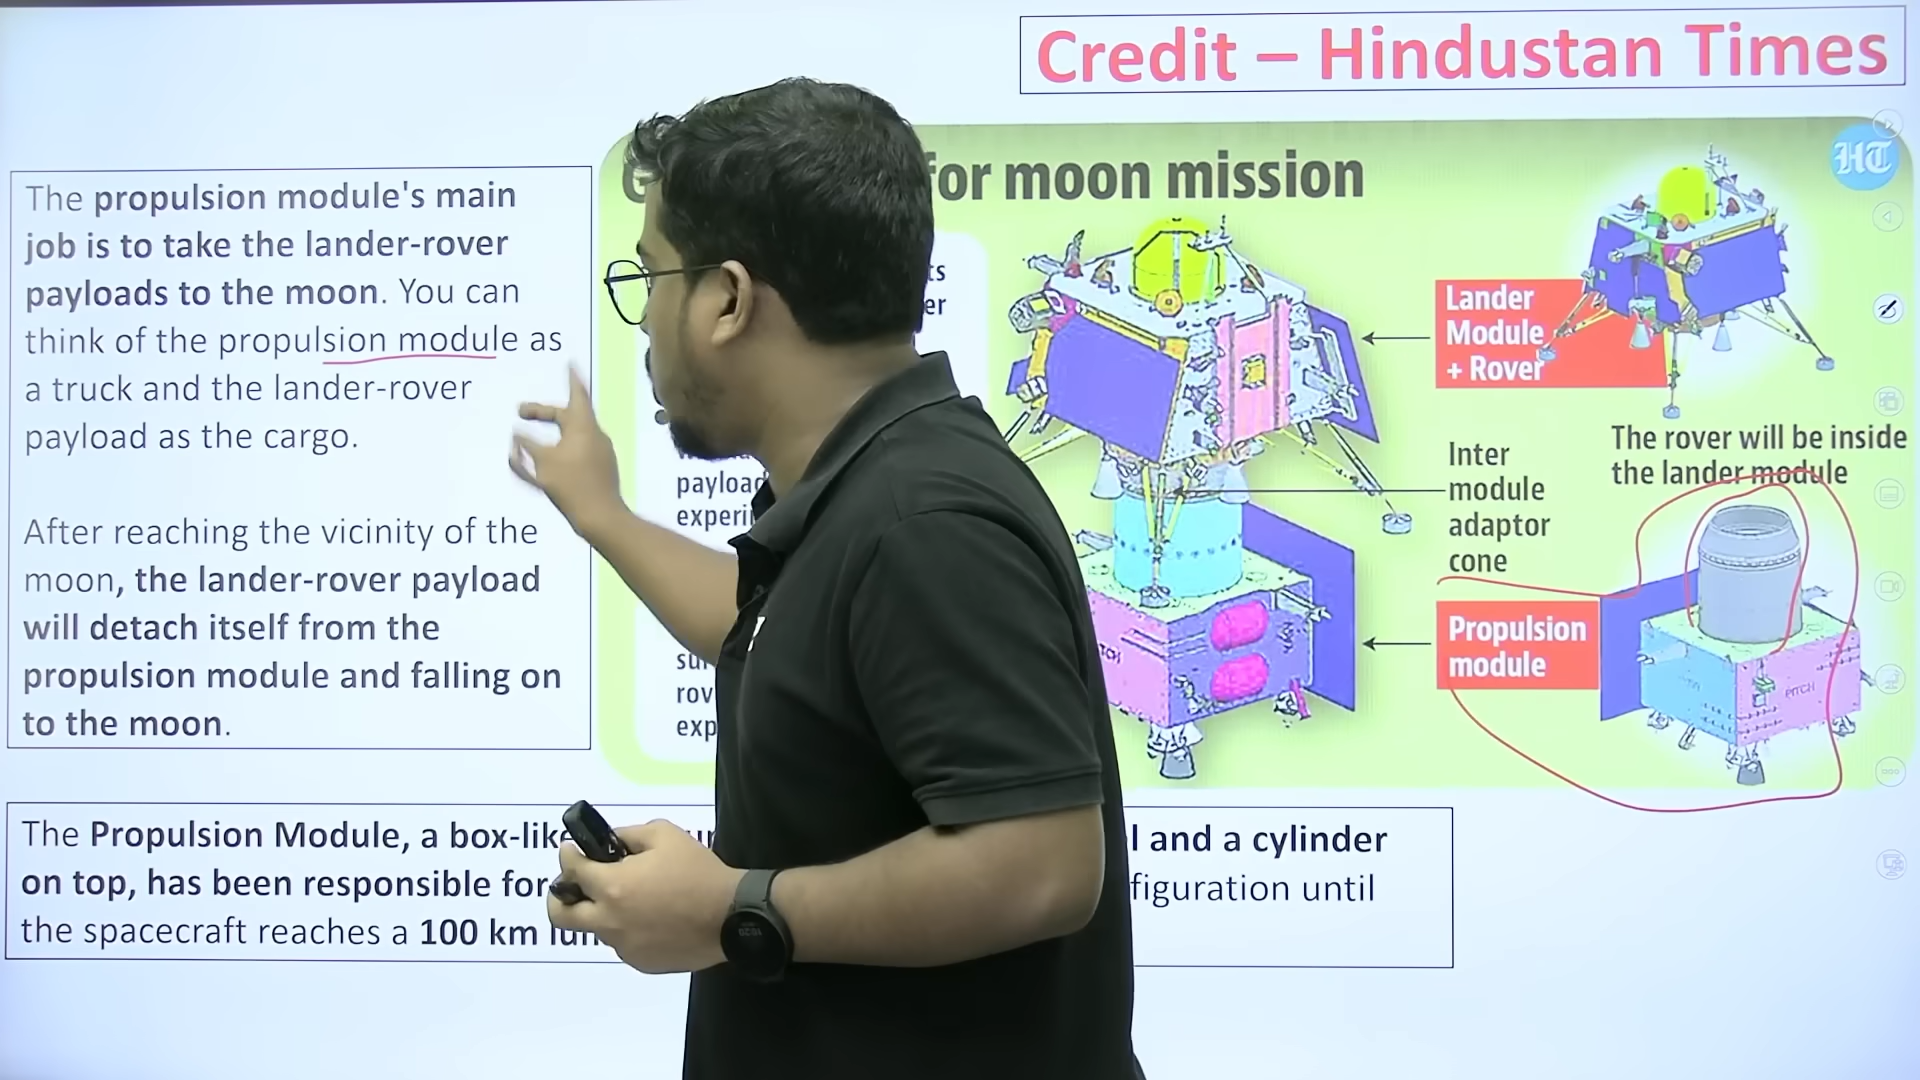 Credit – Hindustan Times
The propulsion module's main
job is to take the lander-rover
payloads to the moon. You can
think of the propulsion module as
a truck and the lander-rover
payload as the cargo.
After reaching the vicinity of the
moon, the lander-rover payload
will detach itself from the
propulsion module and falling on
to the moon.
for moon mission
HT
payload
Lander
Module
+ Rover
The rover will be inside
the lander module
Inter
module
adaptor
cone
Propulsion
module
PITCH
The Propulsion Module, a box-like and a cylinder
on top, has been responsible for until
the spacecraft reaches a 100 km